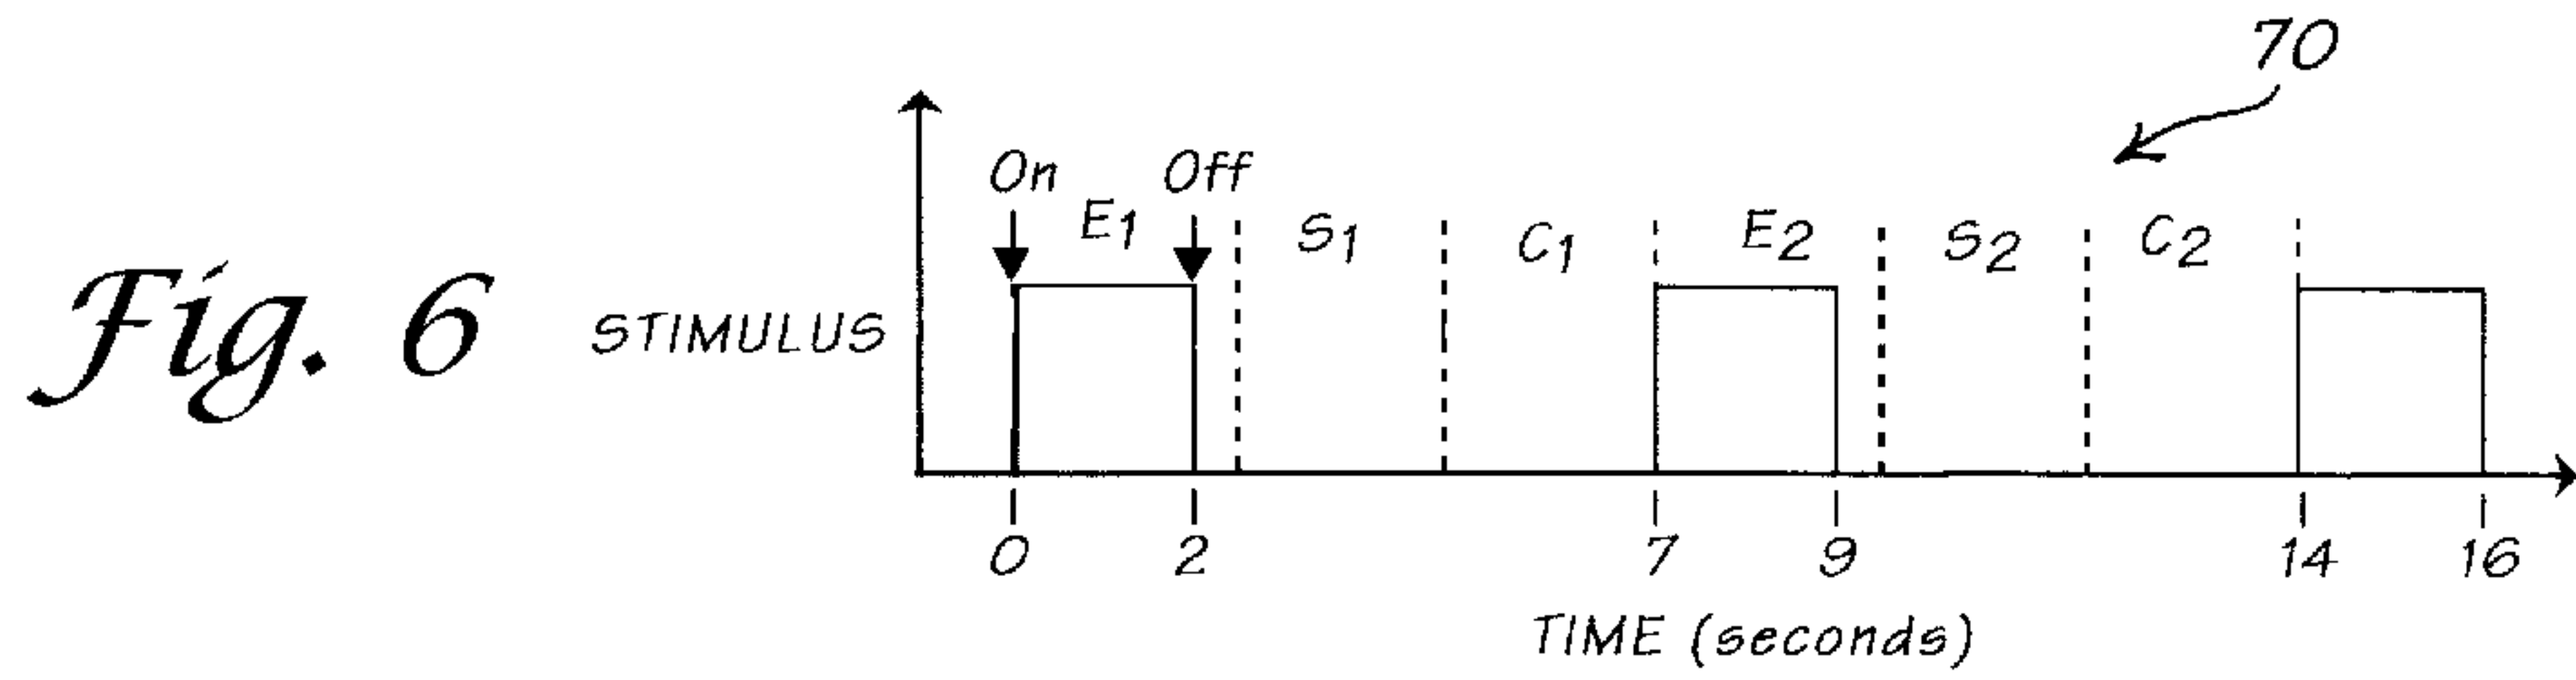 70
On Off
E1 S1 C1 E2 S2 C2
Fig. 6 STIMULUS
0 2 7 9 14 16
TIME (seconds)